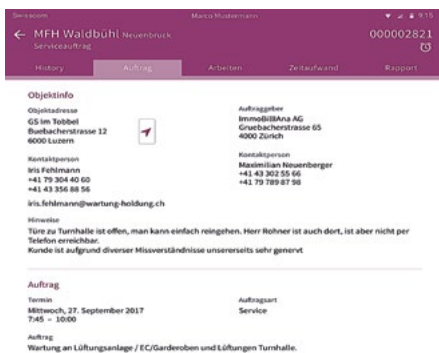 Swisscom
Marco Mustermann
9:15
MFH Waldbühl Neuenbruck
000002821
Serviceauftrag
History
Auftrag
Arbeiten
Zeitaufwand
Rapport
Objektinfo
Objektadresse
GS Im Tobbel
Buebacherstrasse 12
6000 Luzern
Auftraggeber
ImmoBillAna AG
Gruebacherstrasse 65
4000 Zürich
Kontaktperson
Iris Fehlmann
+41 79 304 40 60
+41 43 356 88 56
iris.fehlmann@wartung-holdung.ch
Kontaktperson
Maximilian Neuenberger
+41 43 302 55 66
+41 79 789 87 98
Hinweise
Türe zu Turnhalle ist offen, man kann einfach reingehen. Herr Rohner ist auch dort, ist aber nicht per
Telefon erreichbar.
Kunde ist aufgrund diverser Missverständnisse unsererseits sehr genervt
Auftrag
Termin
Mittwoch, 27. September 2017
7:45 – 10:00
Auftragsart
Service
Auftrag
Wartung an Lüftungsanlage / EC/Garderoben und Lüftungen Turnhalle.